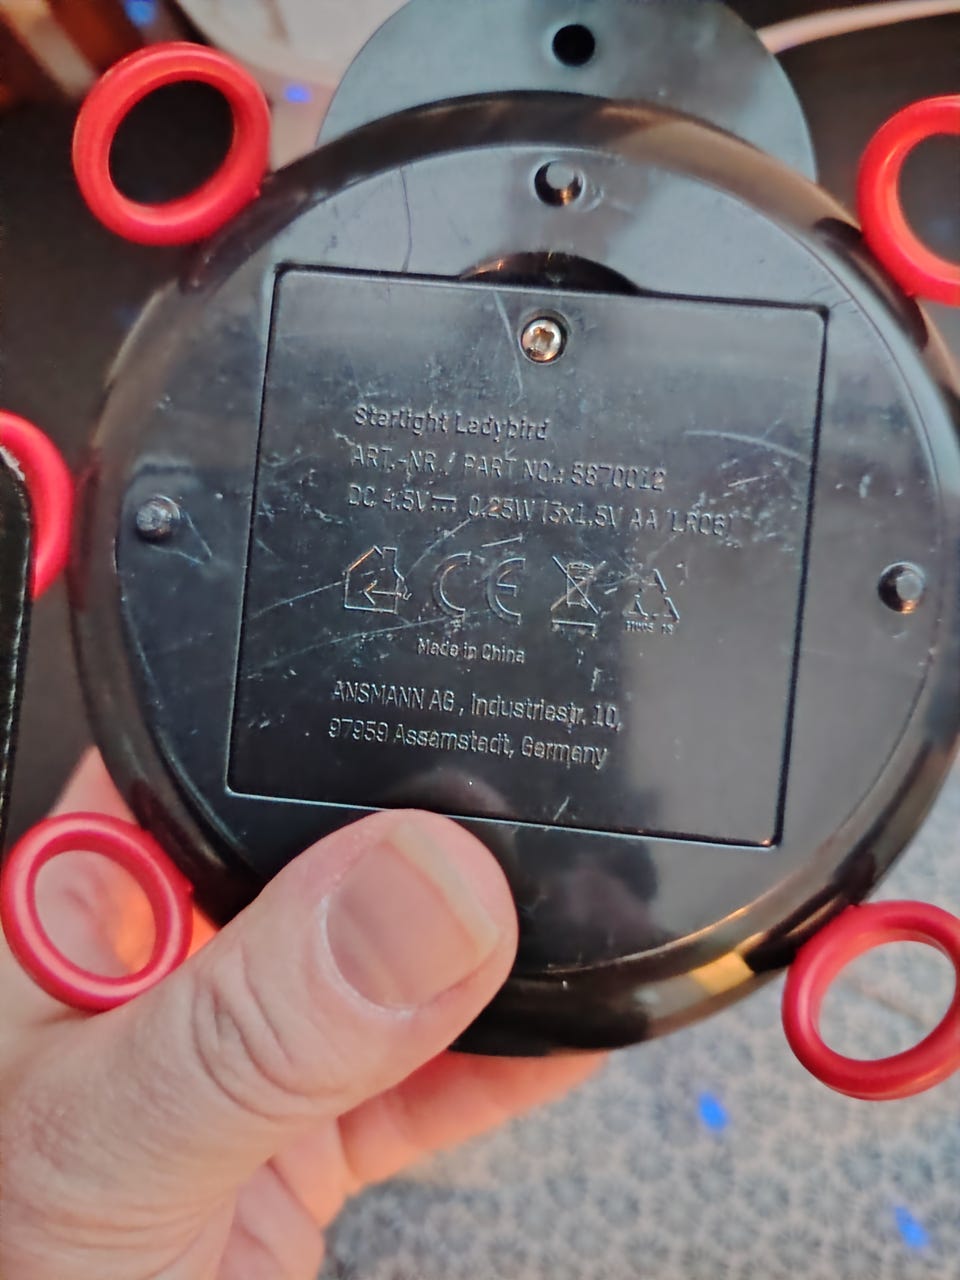 Starlight Ladybird
ART.-NR. / PART NO.: 5870012
DC 4.5V⎓ 0.25W (3x1.5V AA LR06)
CE
Made in China
ANSMANN AG , Industriestr. 10,
97959 Assamstadt, Germany